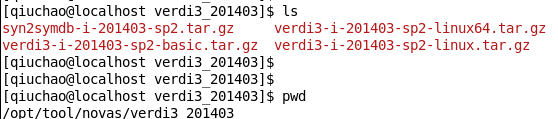 [qiuchao@localhost verdi3_201403]$ ls
syn2symdb-i-201403-sp2.tar.gz verdi3-i-201403-sp2-linux64.tar.gz
verdi3-i-201403-sp2-basic.tar.gz verdi3-i-201403-sp2-linux.tar.gz
[qiuchao@localhost verdi3_201403]$
[qiuchao@localhost verdi3_201403]$
[qiuchao@localhost verdi3_201403]$ pwd
/opt/tool/novas/verdi3_201403